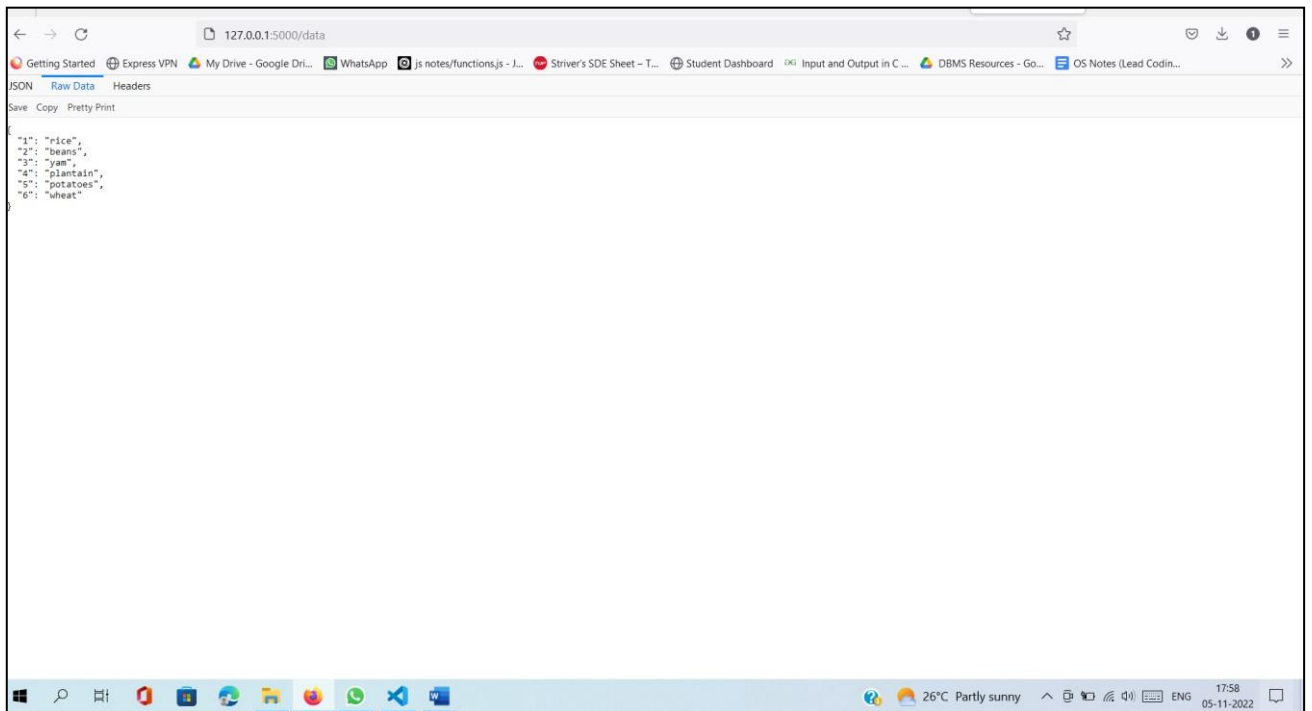 127.0.0.1:5000/data
1
Getting Started Express VPN My Drive - Google Dri... WhatsApp js notes/functions.js - J... Striver's SDE Sheet – T... Student Dashboard Input and Output in C ... DBMS Resources - Go... OS Notes (Lead Codin...
JSON Raw Data Headers
Save Copy Pretty Print
{
"1": "rice",
"2": "beans",
"3": "yam",
"4": "plantain",
"5": "potatoes",
"6": "wheat"
}
26°C Partly sunny ENG 17:58
05-11-2022